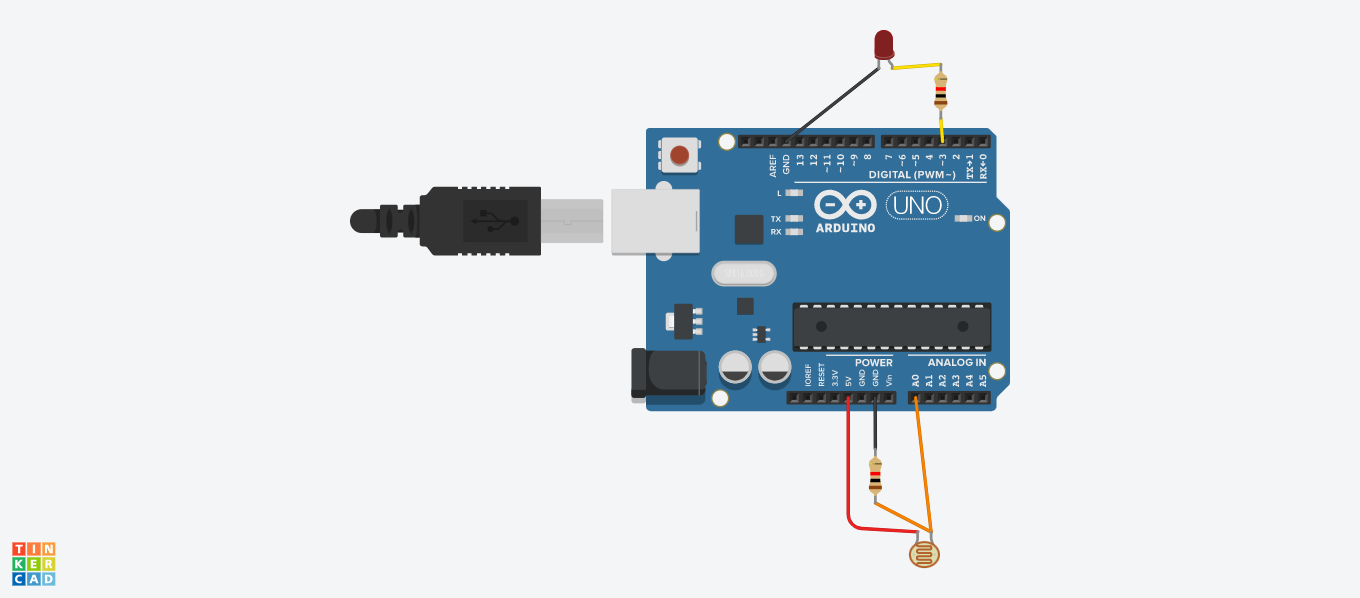 AREF
GND
13
12
~11
~10
~9
8
7
~6
~5
4
~3
2
TX→1
RX←0
DIGITAL (PWM~)
L
TX
RX
UNO
ON
ARDUINO
POWER
ANALOG IN
IOREF
RESET
3.3V
5V
GND
GND
Vin
A0
A1
A2
A3
A4
A5
TIN
KER
CAD